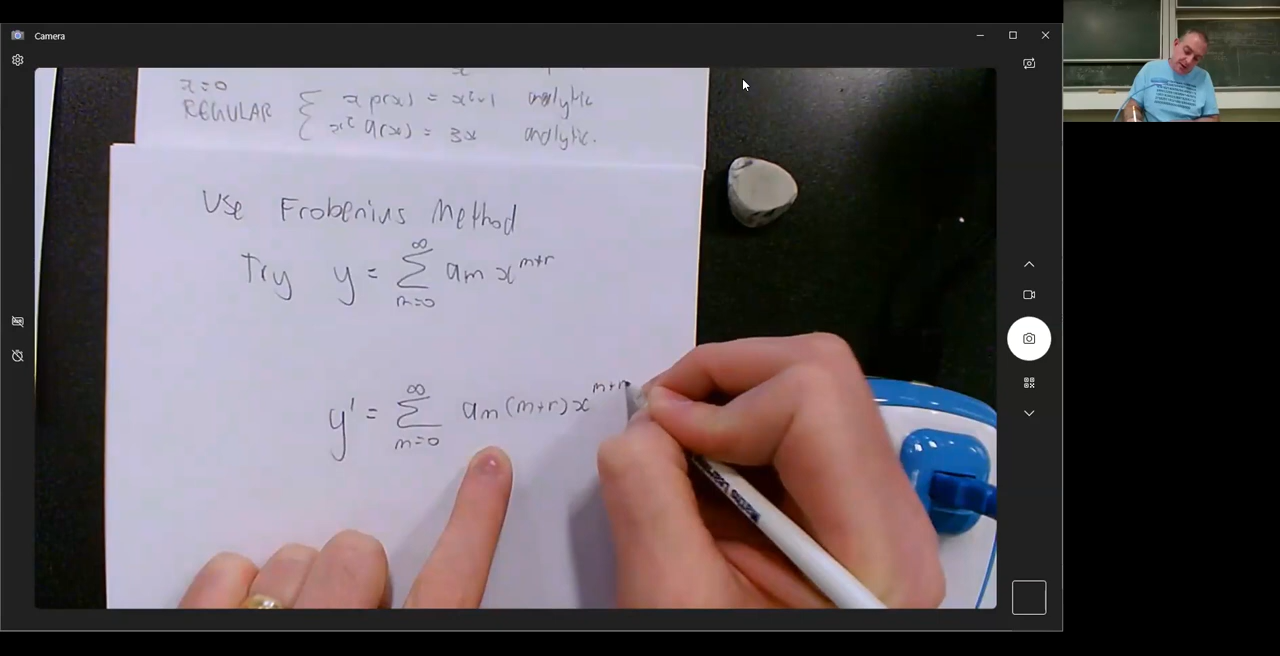 Camera
x=0
REGULAR { x p(x) = x²-1 analytic
x² q(x) = 3x analytic.
Use Frobenius Method
Try y = ∑_{m=0}^{∞} a_m x^{m+r}
y' = ∑_{m=0}^{∞} a_m (m+r) x^{m+r}